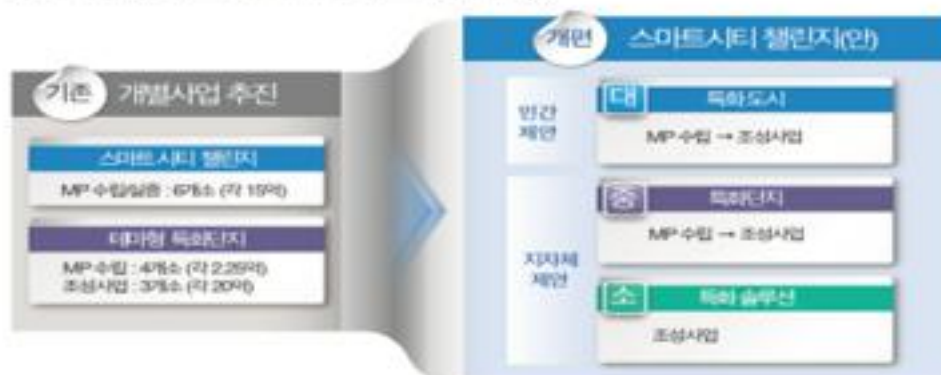 기존 개별사업 추진
스마트시티 챌린지
MP 수립/실증 : 6개소 (각 15억)
테마형 특화단지
MP 수립 : 4개소 (각 2.25억)
조성사업 : 3개소 (각 20억)
개편 스마트시티 챌린지(안)
민간
제안
대 특화도시
MP 수립 → 조성사업
지자체
제안
중 특화단지
MP 수립 → 조성사업
소 특화 솔루션
조성사업